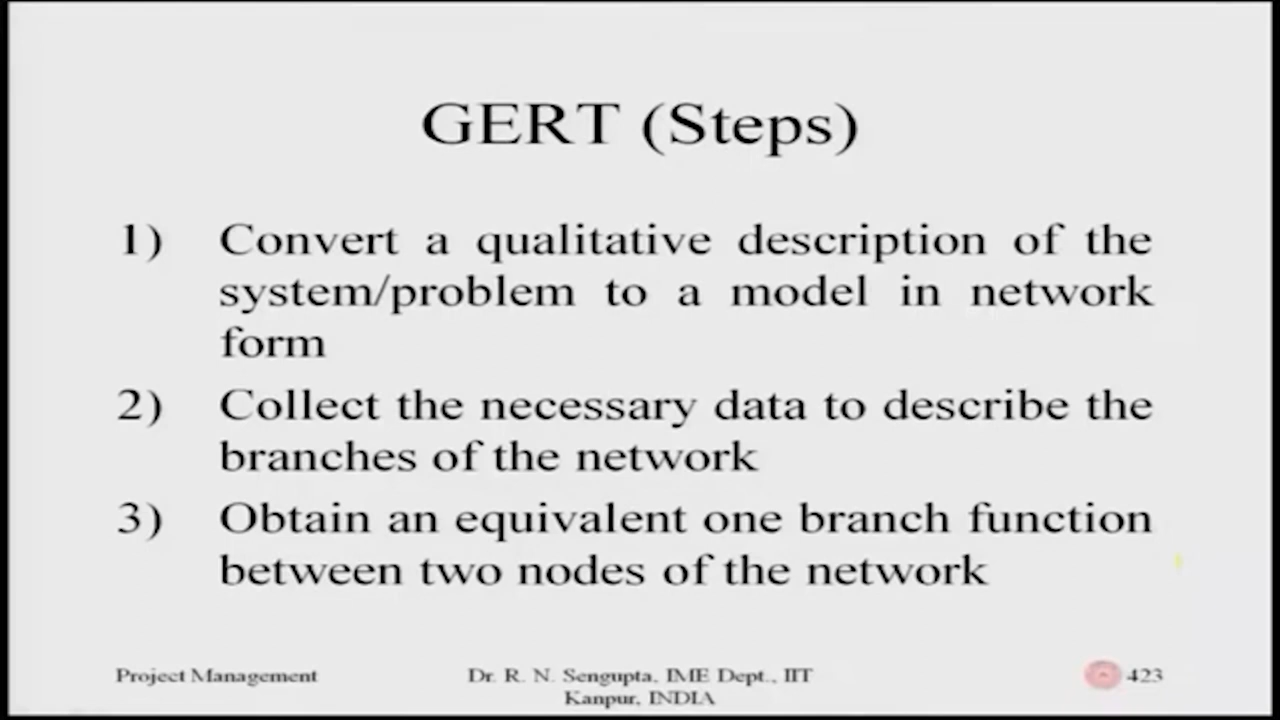 GERT (Steps)
1) Convert a qualitative description of the
system/problem to a model in network
form
2) Collect the necessary data to describe the
branches of the network
3) Obtain an equivalent one branch function
between two nodes of the network
Project Management
Dr. R. N. Sengupta, IME Dept., IIT
Kanpur, INDIA
423